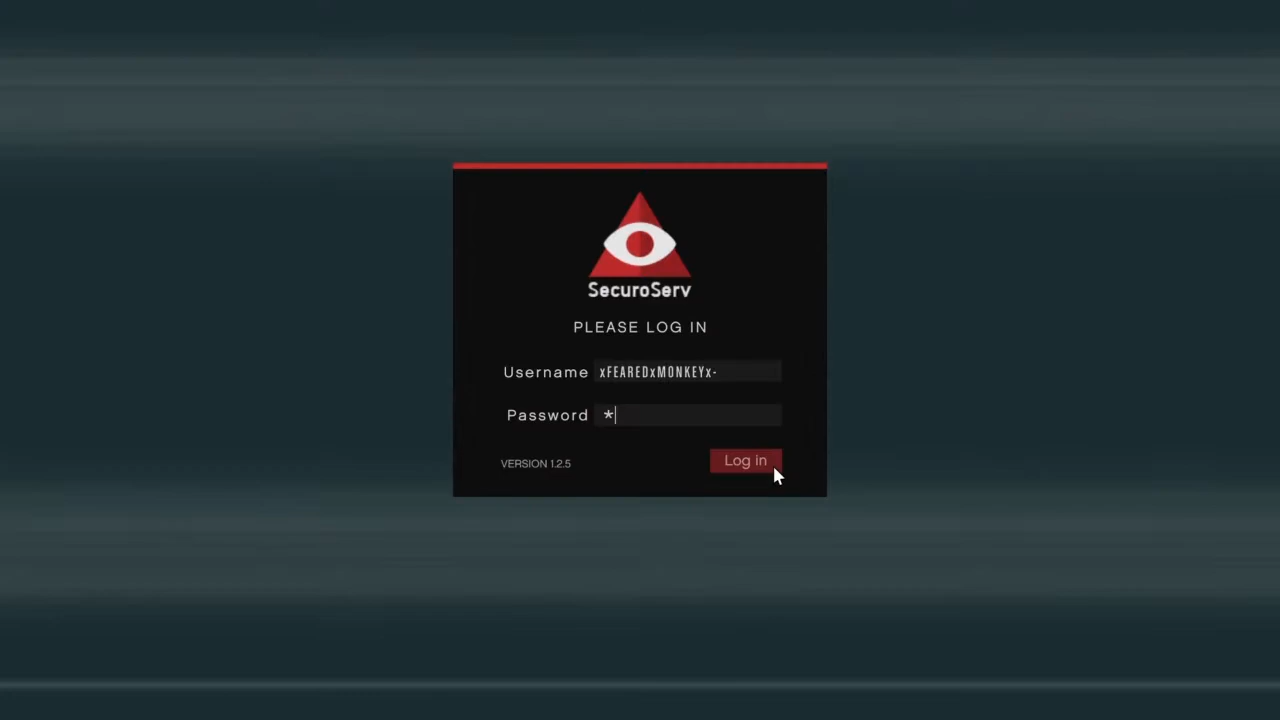 SecuroServ
PLEASE LOG IN
Username xFEAREDxMONKEYx-
Password *
VERSION 1.2.5 Log in